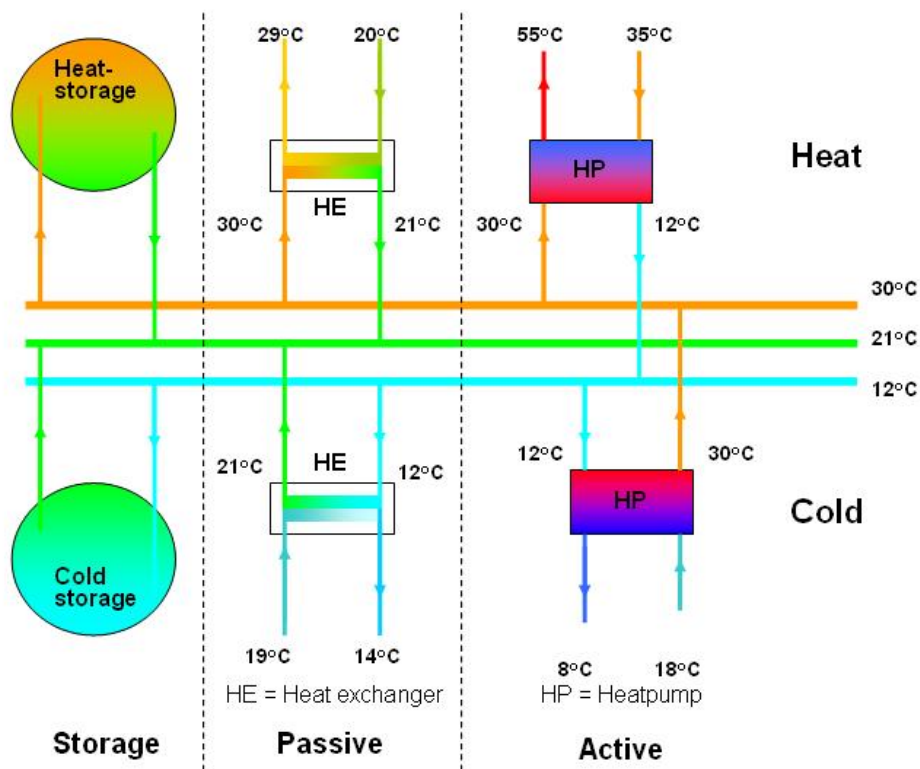 29°C
20°C
55°C
35°C
Heat-
storage
HP
Heat
HE
30°C
21°C
30°C
12°C
30°C
21°C
12°C
21°C
HE
12°C
12°C
30°C
HP
Cold
Cold
storage
19°C
14°C
8°C
18°C
HE = Heat exchanger
HP = Heatpump
Storage
Passive
Active